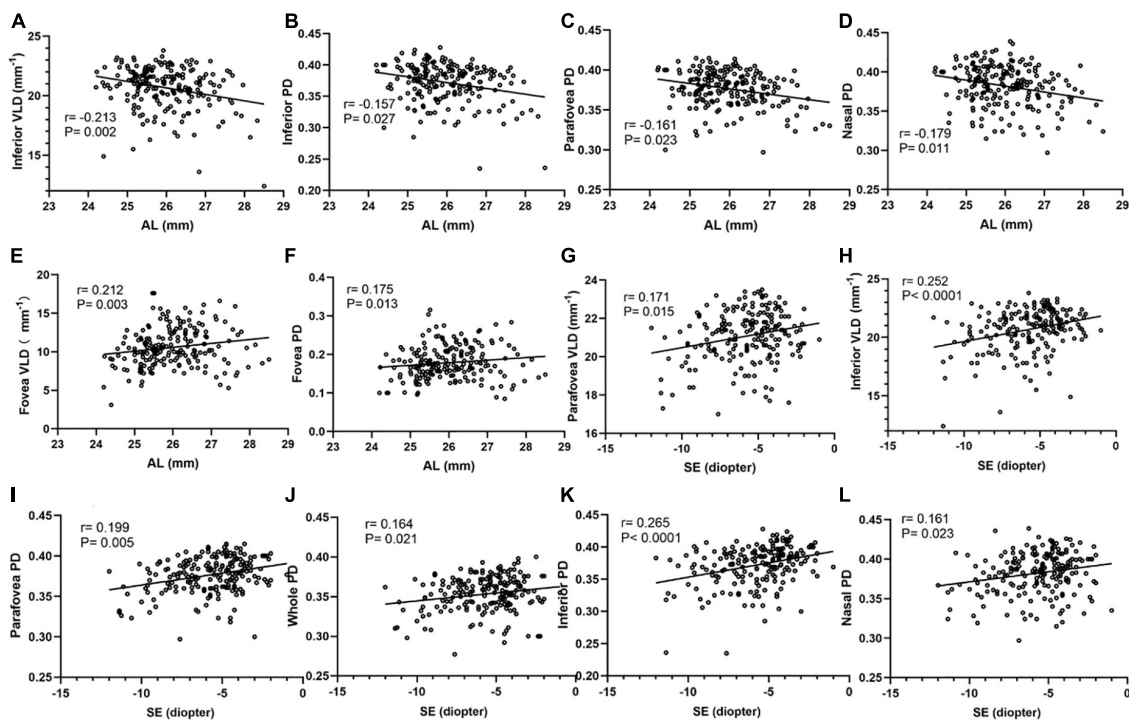 A
Inferior VLD (mm⁻¹)
25
20
15
r= -0.213
P= 0.002
23 24 25 26 27 28 29
AL (mm)
B
Inferior PD
0.45
0.40
0.35
0.30
0.25
0.20
r= -0.157
P= 0.027
23 24 25 26 27 28 29
AL (mm)
C
Parafovea PD
0.45
0.40
0.35
0.30
0.25
r= -0.161
P= 0.023
23 24 25 26 27 28 29
AL (mm)
D
Nasal PD
0.45
0.40
0.35
0.30
0.25
r= -0.179
P= 0.011
23 24 25 26 27 28 29
AL (mm)
E
Fovea VLD ( mm⁻¹)
20
15
10
5
0
r= 0.212
P= 0.003
23 24 25 26 27 28 29
AL (mm)
F
Fovea PD
0.4
0.3
0.2
0.1
0.0
r= 0.175
P= 0.013
23 24 25 26 27 28 29
AL (mm)
G
Parafovea VLD (mm⁻¹)
24
22
20
18
16
r= 0.171
P= 0.015
-15 -10 -5 0
SE (diopter)
H
Inferior VLD (mm⁻¹)
25
20
15
r= 0.252
P< 0.0001
-15 -10 -5 0
SE (diopter)
I
Parafovea PD
0.45
0.40
0.35
0.30
0.25
r= 0.199
P= 0.005
-15 -10 -5 0
SE (diopter)
J
Whole PD
0.45
0.40
0.35
0.30
0.25
r= 0.164
P= 0.021
-15 -10 -5 0
SE (diopter)
K
Inferior PD
0.45
0.40
0.35
0.30
0.25
0.20
r= 0.265
P< 0.0001
-15 -10 -5 0
SE (diopter)
L
Nasal PD
0.45
0.40
0.35
0.30
0.25
r= 0.161
P= 0.023
-15 -10 -5 0
SE (diopter)